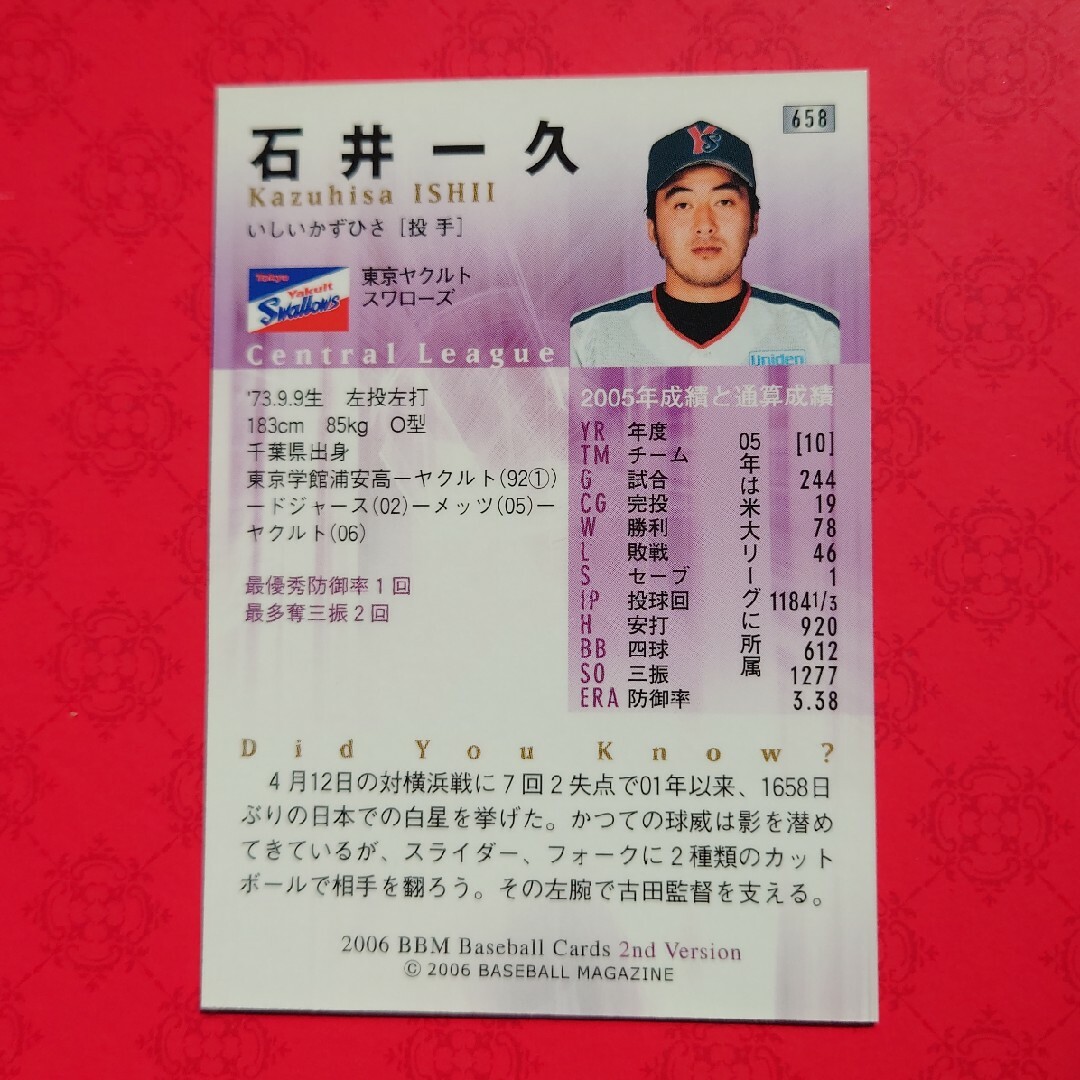 658
石井一久
Kazuhisa ISHII
いしいかずひさ [投手]
Tokyo
Yakult
Swallows
東京ヤクルト
スワローズ
YS
Uniden
Central League
'73.9.9生 左投左打
183cm 85kg O型
千葉県出身
東京学館浦安高ーヤクルト(92①)
ードジャース(02)ーメッツ(05)ー
ヤクルト(06)
最優秀防御率1回
最多奪三振2回
2005年成績と通算成績
YR 年度 [10]
TM チーム
G 試合 244
CG 完投 19
W 勝利 78
L 敗戦 46
S セーブ 1
IP 投球回 1184 1/3
H 安打 920
BB 四球 612
SO 三振 1277
ERA 防御率 3.38
05年は米大リーグに所属
Did You Know?
4月12日の対横浜戦に7回2失点で01年以来、1658日
ぶりの日本での白星を挙げた。かつての球威は影を潜め
てきているが、スライダー、フォークに2種類のカット
ボールで相手を翻ろう。その左腕で古田監督を支える。
2006 BBM Baseball Cards 2nd Version
© 2006 BASEBALL MAGAZINE